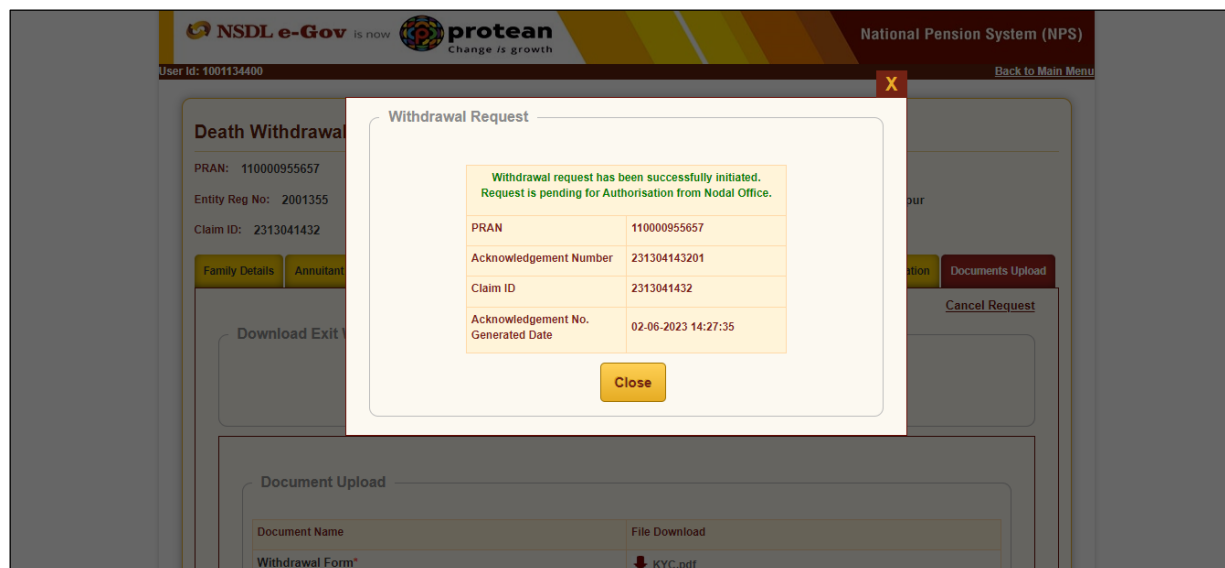 NSDL e-Gov is now protean
Change is growth
National Pension System (NPS)
User Id: 1001134400
Back to Main Menu
X
Death Withdrawal
Withdrawal Request
PRAN: 110000955657
Withdrawal request has been successfully initiated.
Request is pending for Authorisation from Nodal Office.
Entity Reg No: 2001355
our
PRAN 110000955657
Claim ID: 2313041432
Acknowledgement Number 231304143201
Family Details Annuitant
Documents Upload
Claim ID 2313041432
Cancel Request
Acknowledgement No.
Generated Date 02-06-2023 14:27:35
Download Exit
Close
Document Upload
Document Name File Download
Withdrawal Form* KYC.pdf